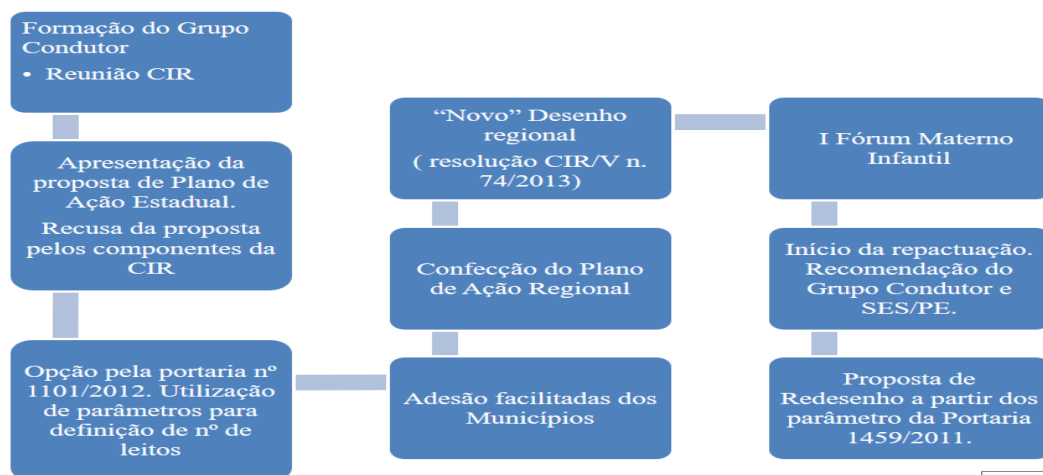 Formação do Grupo
Condutor
• Reunião CIR
Apresentação da
proposta de Plano de
Ação Estadual.
Recusa da proposta
pelos componentes da
CIR
Opção pela portaria nº
1101/2012. Utilização
de parâmetros para
definição de nº de
leitos
Adesão facilitadas dos
Municípios
Confecção do Plano
de Ação Regional
“Novo” Desenho
regional
( resolução CIR/V n.
74/2013)
I Fórum Materno
Infantil
Início da repactuação.
Recomendação do
Grupo Condutor e
SES/PE.
Proposta de
Redesenho a partir dos
parâmetro da Portaria
1459/2011.